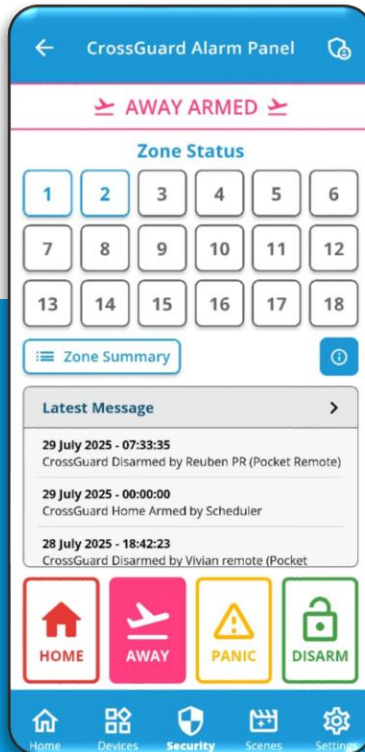 CrossGuard Alarm Panel
AWAY ARMED
Zone Status
1 2 3 4 5 6
7 8 9 10 11 12
13 14 15 16 17 18
Zone Summary
Latest Message
29 July 2025 - 07:33:35
CrossGuard Disarmed by Reuben PR (Pocket Remote)
29 July 2025 - 00:00:00
CrossGuard Home Armed by Scheduler
28 July 2025 - 18:42:23
CrossGuard Disarmed by Vivian remote (Pocket
HOME AWAY PANIC DISARM
Home Devices Security Scenes Settings